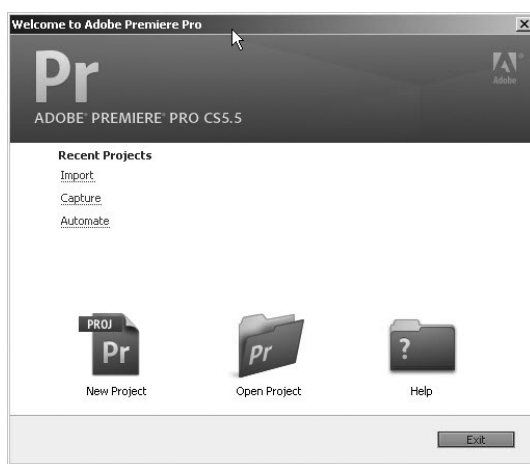 Welcome to Adobe Premiere Pro
Pr
Adobe
ADOBE® PREMIERE® PRO CS5.5
Recent Projects
Import
Capture
Automate
PROJ
Pr
Pr
?
New Project
Open Project
Help
Exit